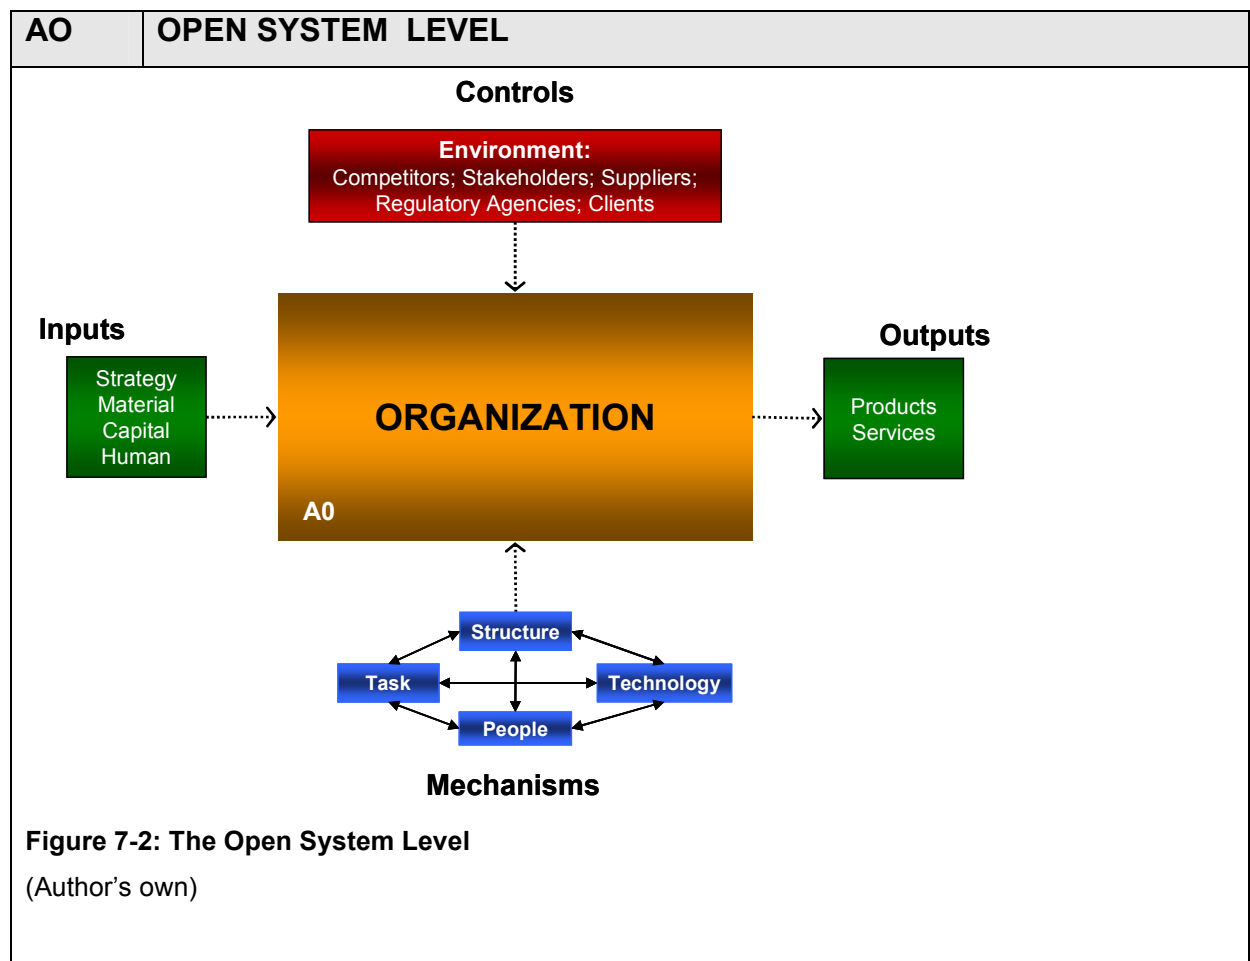 AO OPEN SYSTEM LEVEL
Controls
Environment:
Competitors; Stakeholders; Suppliers;
Regulatory Agencies; Clients
Inputs
Strategy
Material
Capital
Human
ORGANIZATION
A0
Outputs
Products
Services
Structure
Task
Technology
People
Mechanisms
Figure 7-2: The Open System Level
(Author’s own)